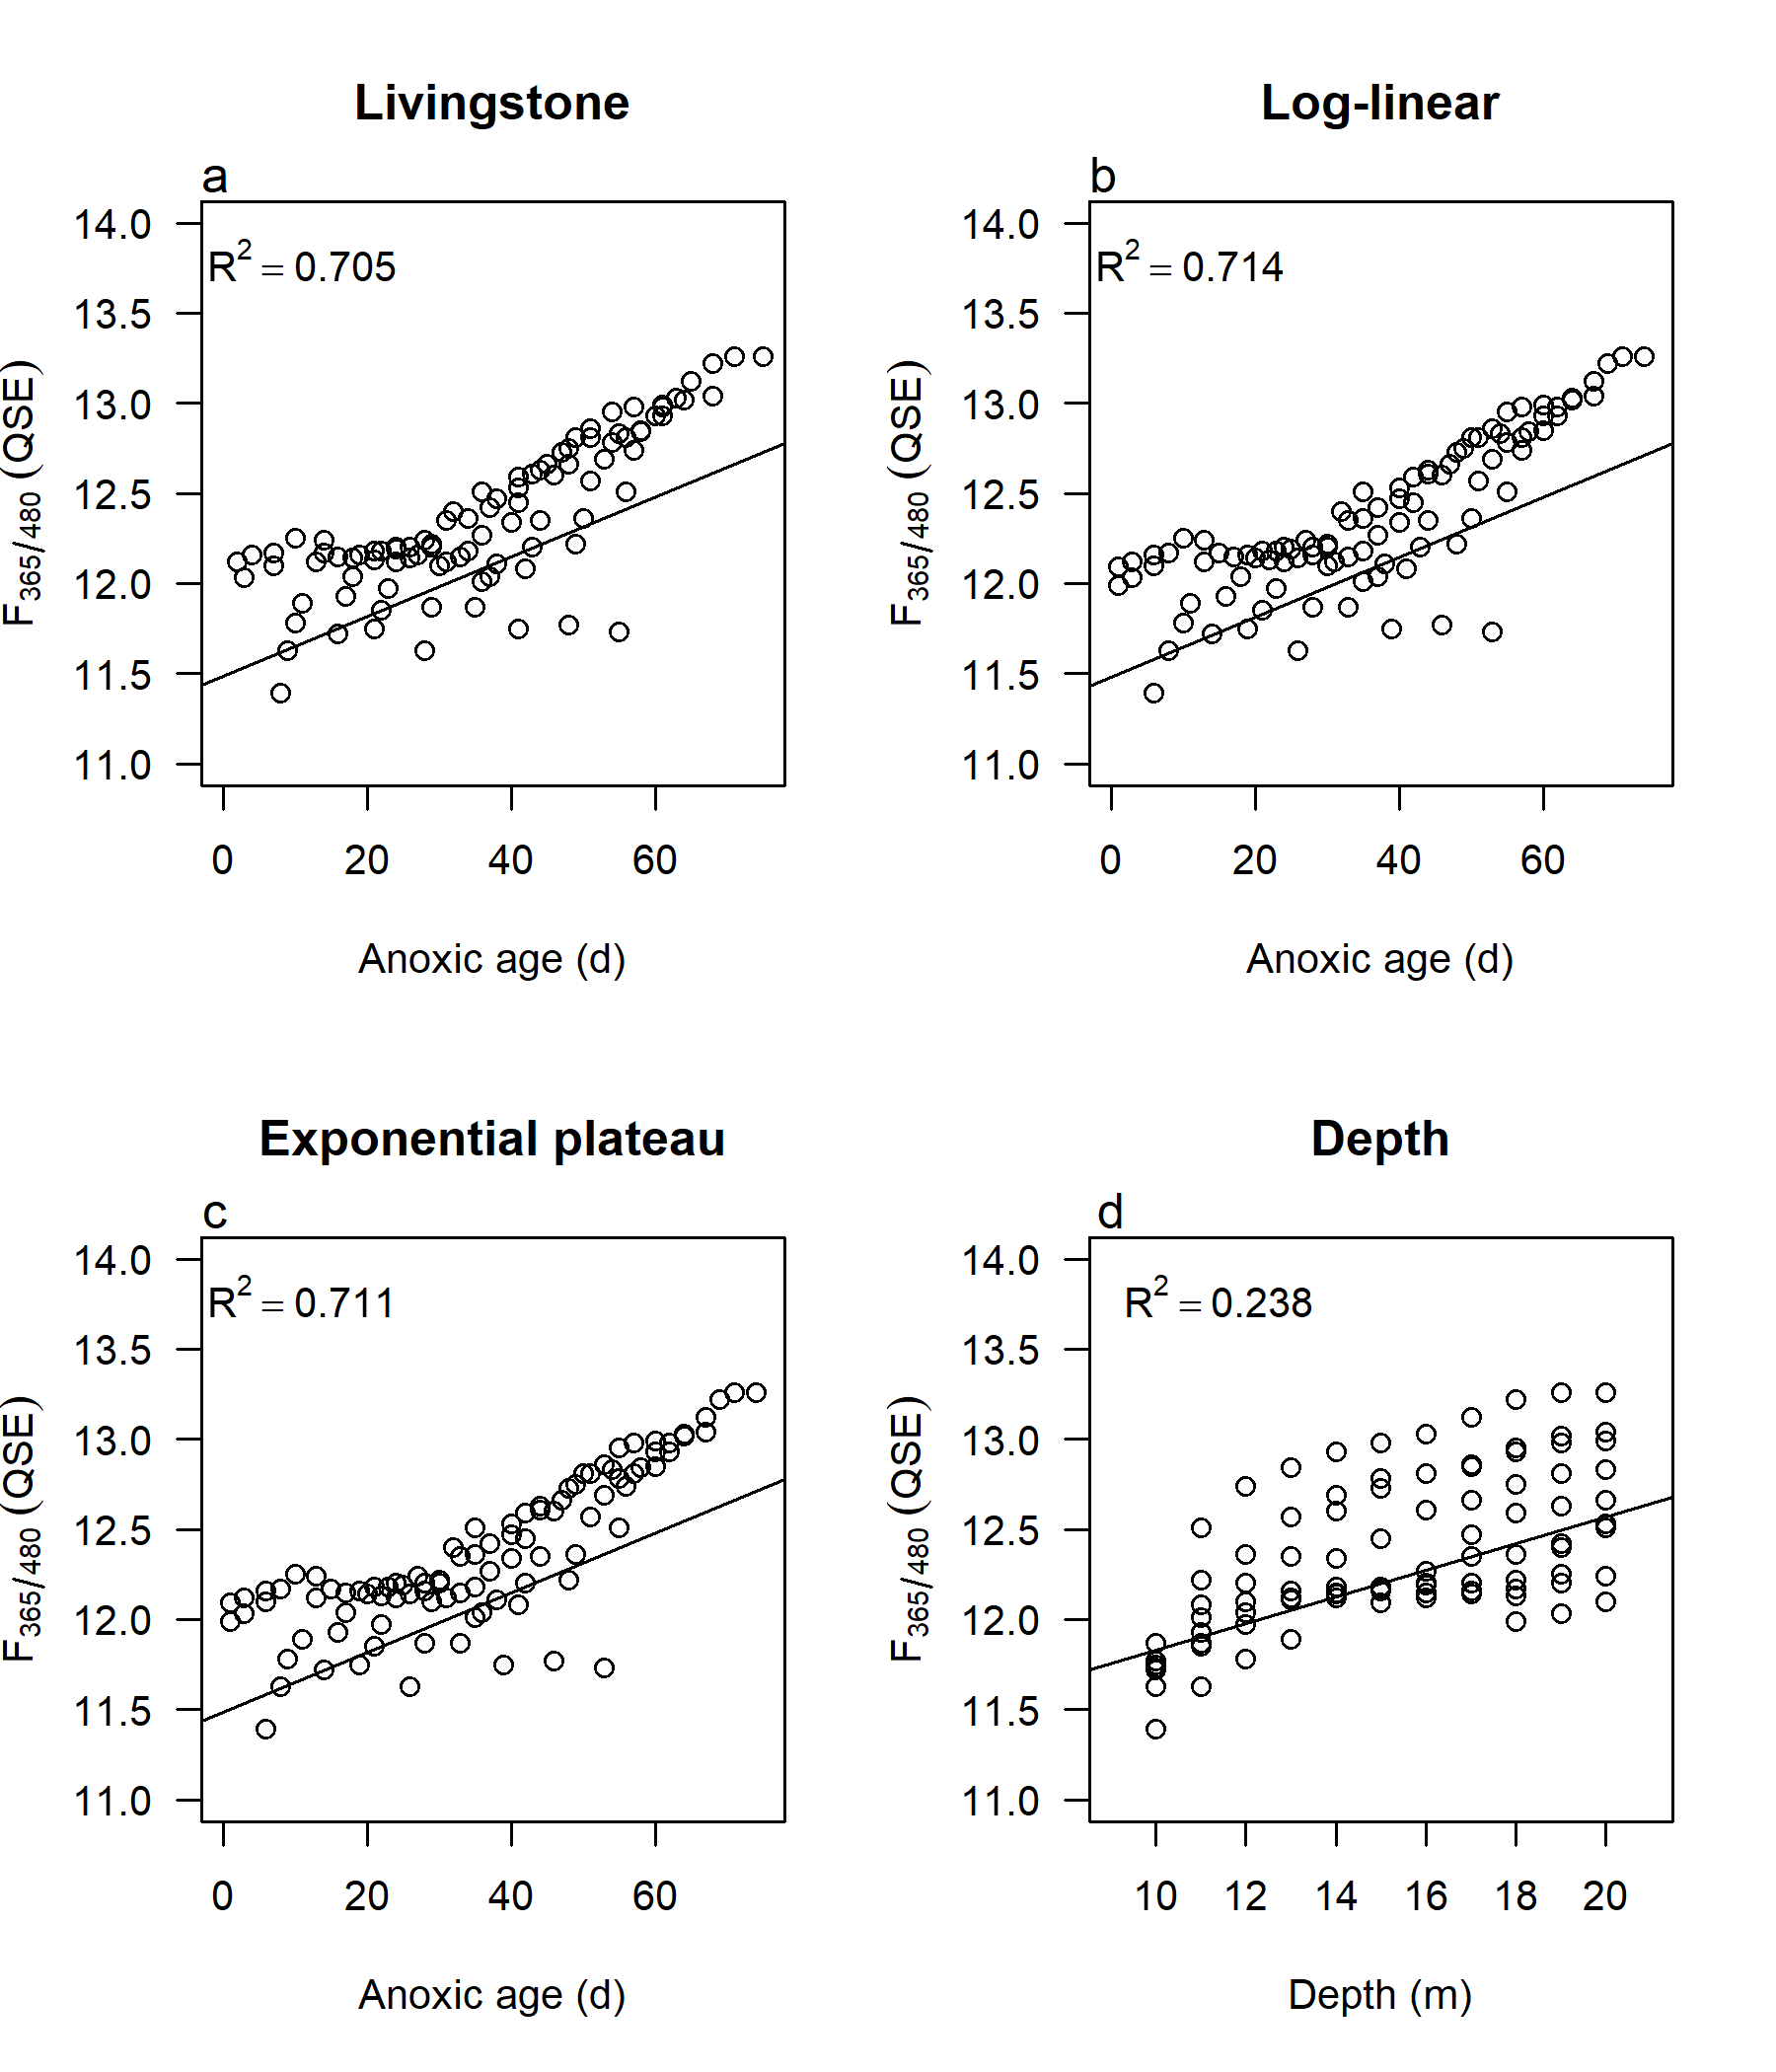 Livingstone
a
R² = 0.705
14.0
13.5
13.0
12.5
12.0
11.5
11.0
F365/480 (QSE)
0 20 40 60
Anoxic age (d)
Log-linear
b
R² = 0.714
14.0
13.5
13.0
12.5
12.0
11.5
11.0
F365/480 (QSE)
0 20 40 60
Anoxic age (d)
Exponential plateau
c
R² = 0.711
14.0
13.5
13.0
12.5
12.0
11.5
11.0
F365/480 (QSE)
0 20 40 60
Anoxic age (d)
Depth
d
R² = 0.238
14.0
13.5
13.0
12.5
12.0
11.5
11.0
F365/480 (QSE)
10 12 14 16 18 20
Depth (m)